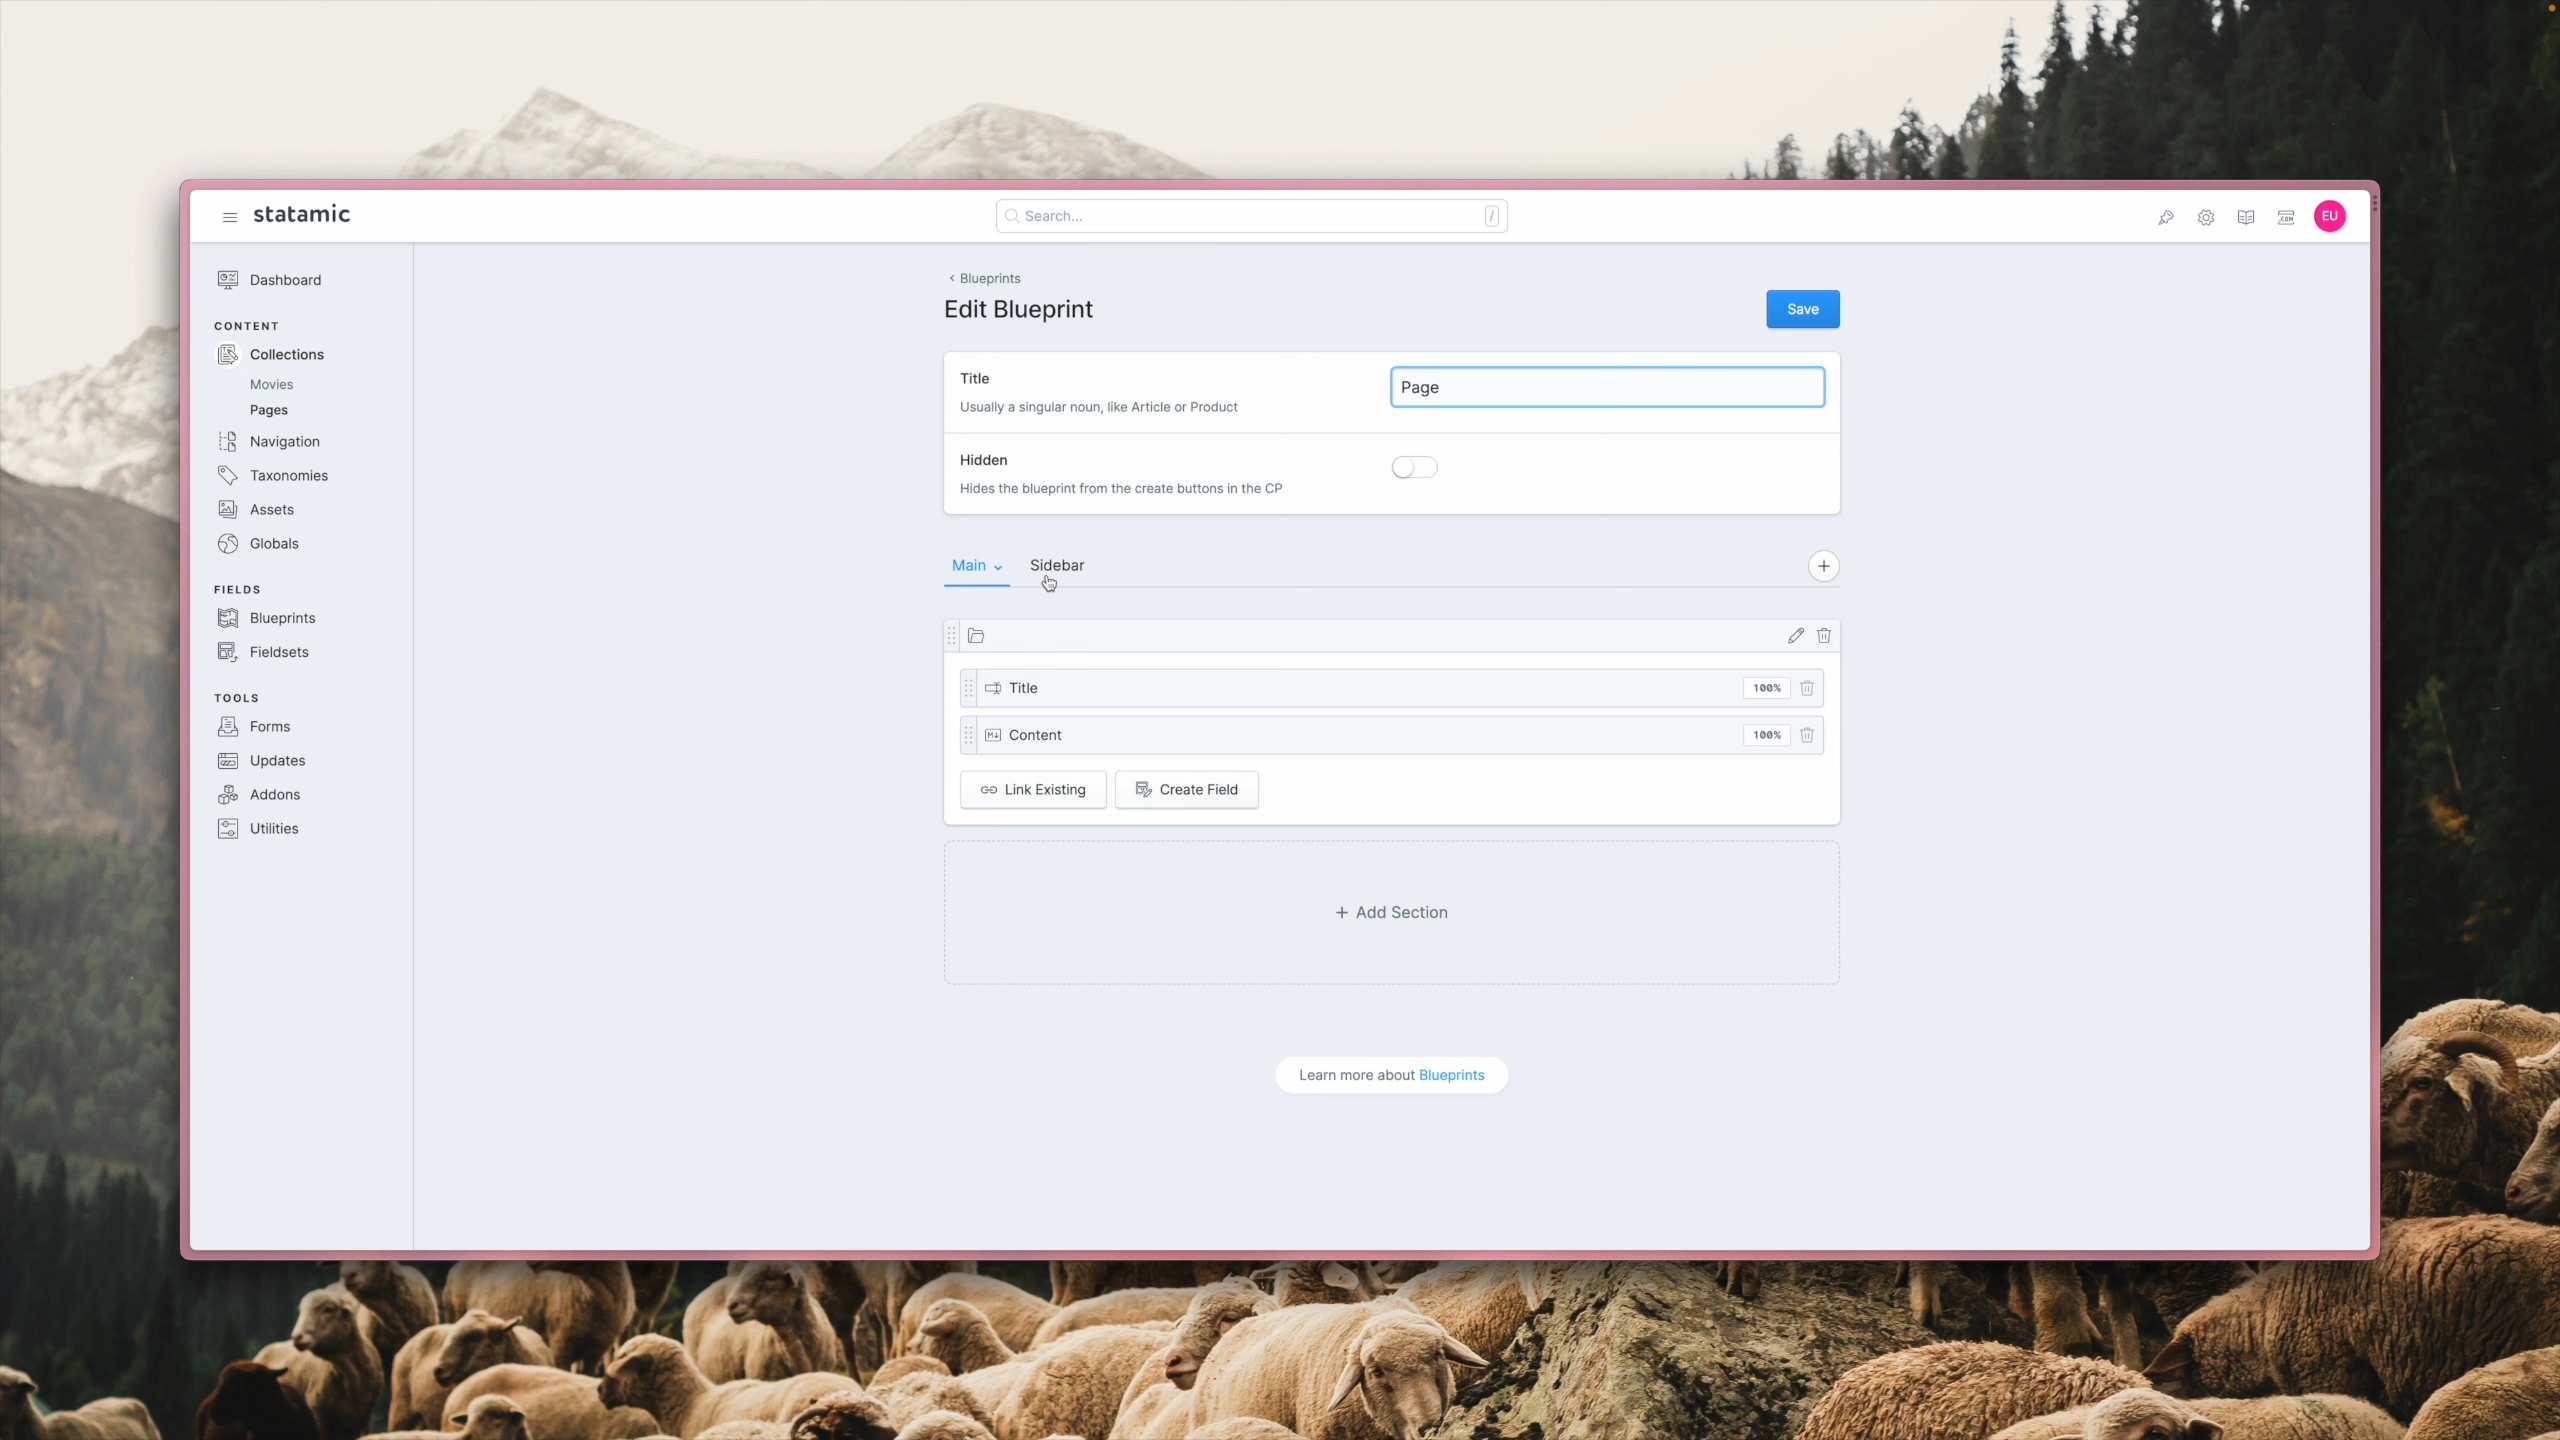 statamic
Search...
/
EU
Dashboard
CONTENT
Collections
Movies
Pages
Navigation
Taxonomies
Assets
Globals
FIELDS
Blueprints
Fieldsets
TOOLS
Forms
Updates
Addons
Utilities
Blueprints
Edit Blueprint
Save
Title
Usually a singular noun, like Article or Product
Page
Hidden
Hides the blueprint from the create buttons in the CP
Main
Sidebar
Title
100%
Content
100%
Link Existing
Create Field
+ Add Section
Learn more about Blueprints